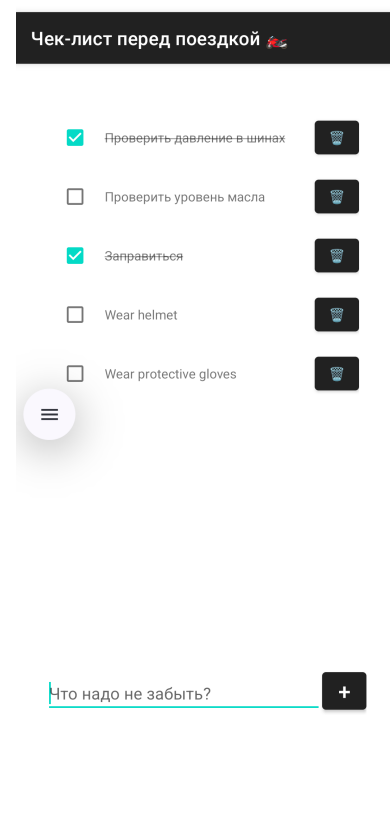 Чек-лист перед поездкой 🏍️
Проверить давление в шинах
Проверить уровень масла
Заправиться
Wear helmet
Wear protective gloves
Что надо не забыть?
+